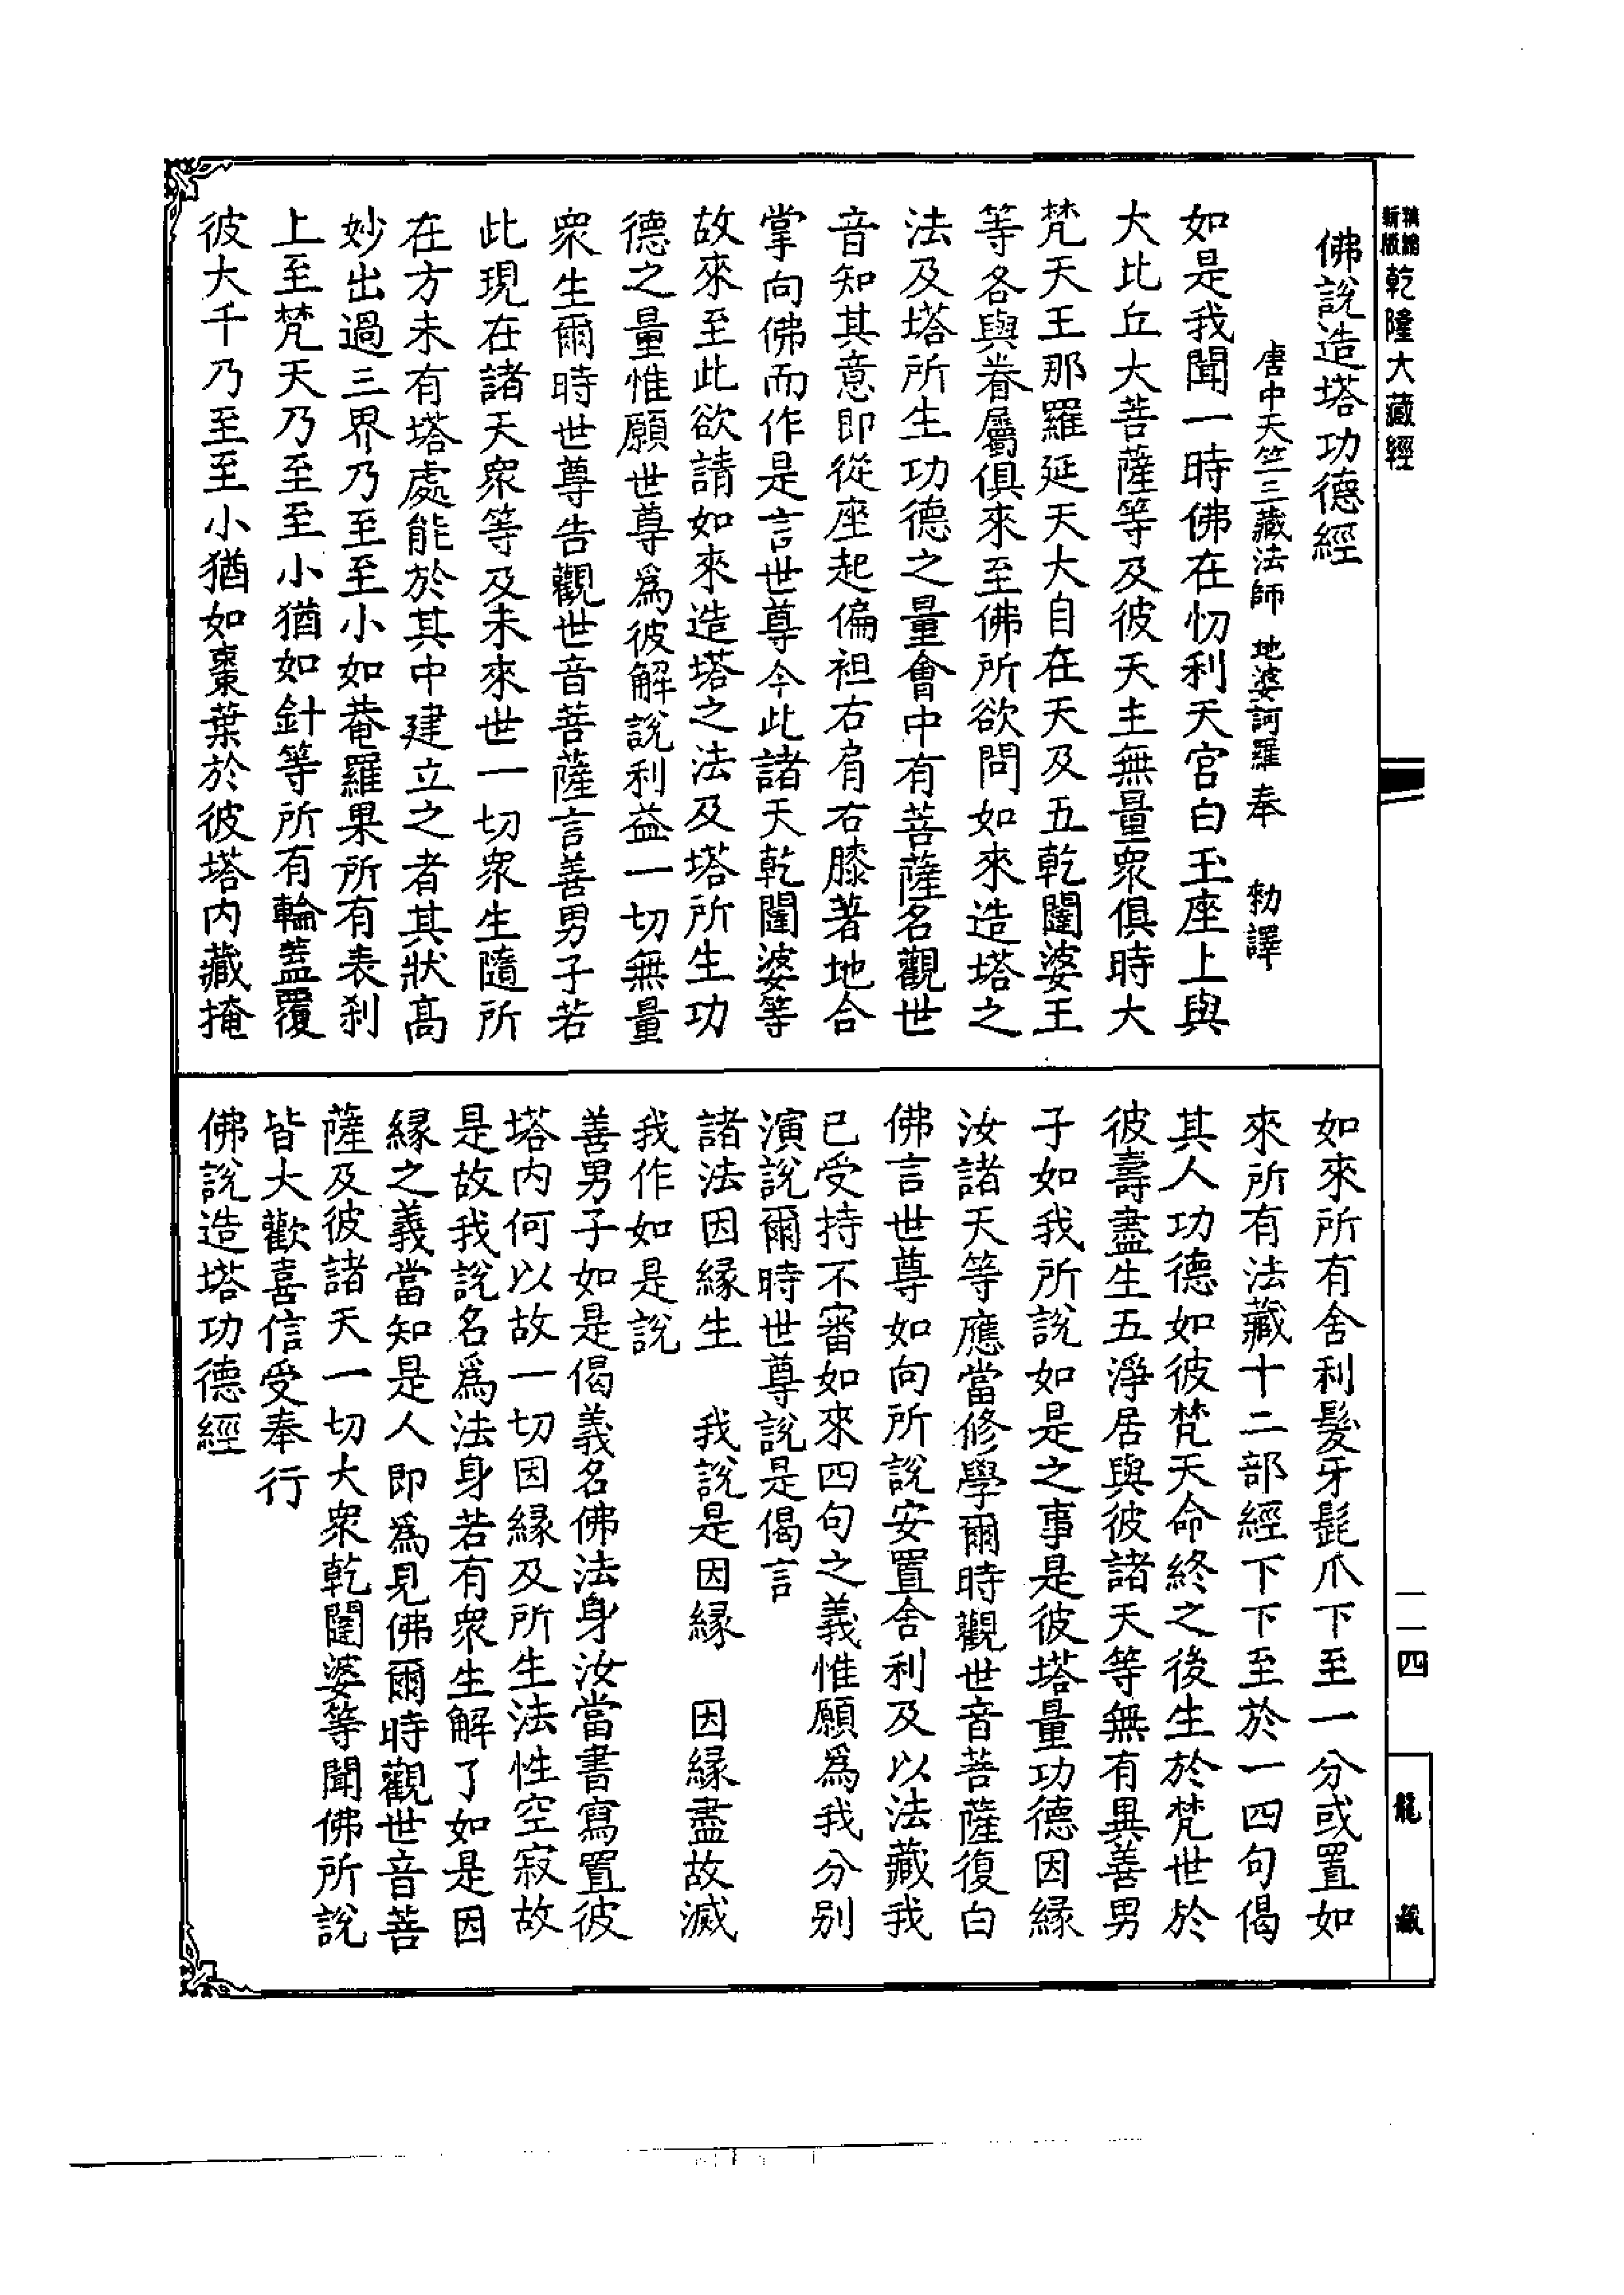 精縮新版
乾隆大藏經
佛說造塔功德經
唐中天竺三藏法師 地婆訶羅 奉 勅譯
如是我聞一時佛在忉利天宮白玉座上與
大比丘大菩薩等及彼天主無量衆俱時大
梵天王那羅延天大自在天及五乾闥婆王
等各與眷屬俱來至佛所欲問如來造塔之
法及塔所生功德之量會中有菩薩名觀世
音知其意即從座起偏袒右肩右膝著地合
掌向佛而作是言世尊今此諸天乾闥婆等
故來至此欲請如來造塔之法及塔所生功
德之量惟願世尊爲彼解說利益一切無量
衆生爾時世尊告觀世音菩薩言善男子若
此現在諸天衆等及未來世一切衆生隨所
在方未有塔處能於其中建立之者其狀高
妙出過三界乃至至小如菴羅果所有表刹
上至梵天乃至至小猶如針等所有輪蓋覆
彼大千乃至至小猶如棗葉於彼塔內藏掩
如來所有舍利髮牙髭爪下至一分或置如
來所有法藏十二部經下下至於一四句偈
其人功德如彼梵天命終之後生於梵世於
彼壽盡生五淨居與彼諸天等無有異善男
子如我所說如是之事是彼塔量功德因緣
汝諸天等應當修學爾時觀世音菩薩復白
佛言世尊如向所說安置舍利及以法藏我
已受持不審如來四句之義惟願爲我分別
演說爾時世尊說是偈言
諸法因緣生 我說是因緣 因緣盡故滅
我作如是說
善男子如是偈義名佛法身汝當書寫置彼
塔內何以故一切因緣及所生法性空寂故
是故我說名爲法身若有衆生解了如是因
緣之義當知是人即爲見佛爾時觀世音菩
薩及彼諸天一切大衆乾闥婆等聞佛所說
皆大歡喜信受奉行
佛說造塔功德經
一一四
龍藏